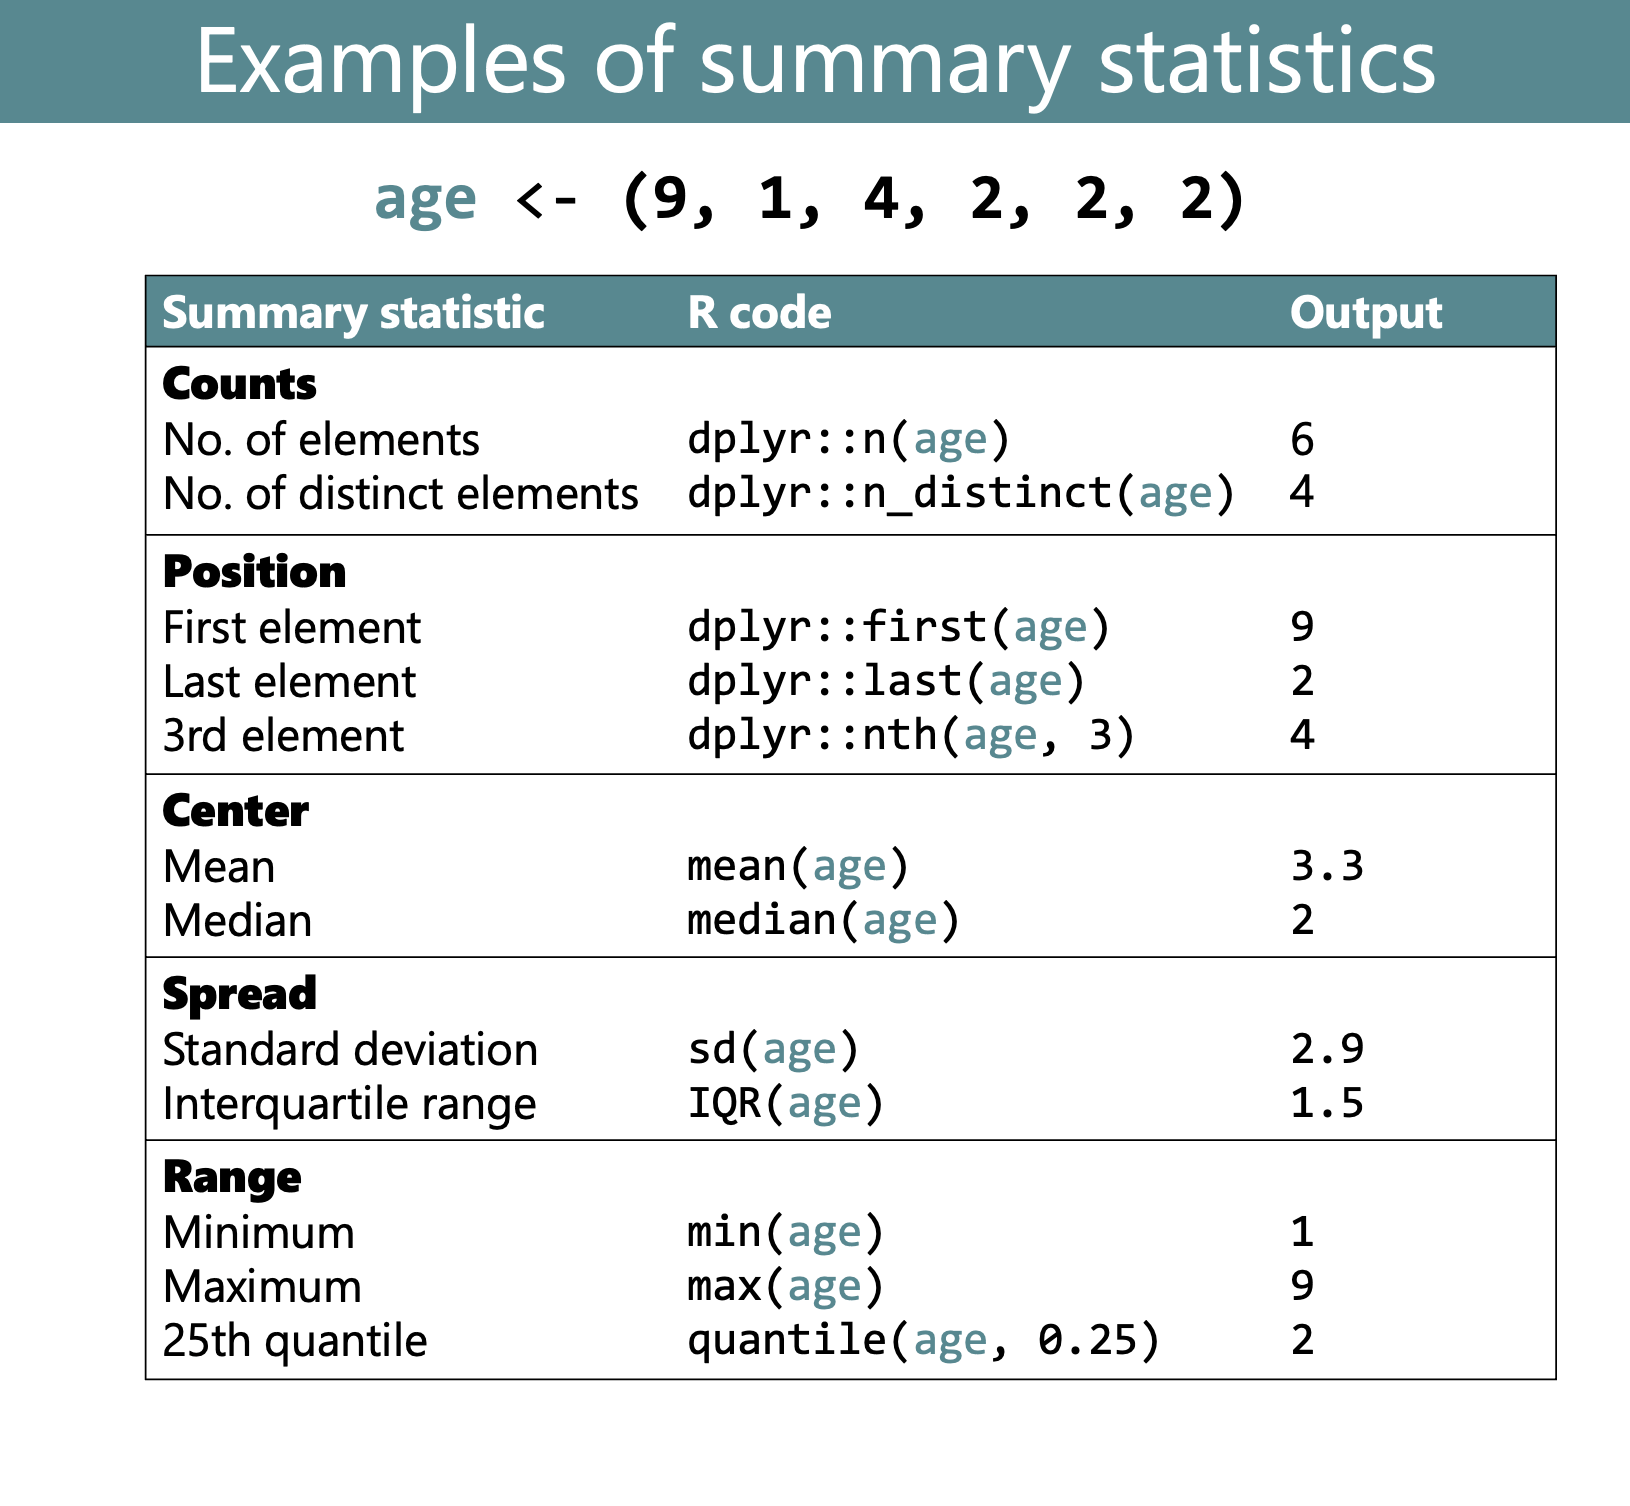 Examples of summary statistics
age <- (9, 1, 4, 2, 2, 2)
Summary statistic R code Output
Counts
No. of elements dplyr::n(age) 6
No. of distinct elements dplyr::n_distinct(age) 4
Position
First element dplyr::first(age) 9
Last element dplyr::last(age) 2
3rd element dplyr::nth(age, 3) 4
Center
Mean mean(age) 3.3
Median median(age) 2
Spread
Standard deviation sd(age) 2.9
Interquartile range IQR(age) 1.5
Range
Minimum min(age) 1
Maximum max(age) 9
25th quantile quantile(age, 0.25) 2